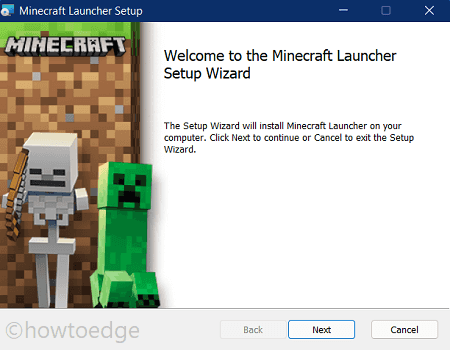 Minecraft Launcher Setup
MINECRAFT
Welcome to the Minecraft Launcher
Setup Wizard
The Setup Wizard will install Minecraft Launcher on your
computer. Click Next to continue or Cancel to exit the Setup
Wizard.
©howtoedge
Back
Next
Cancel